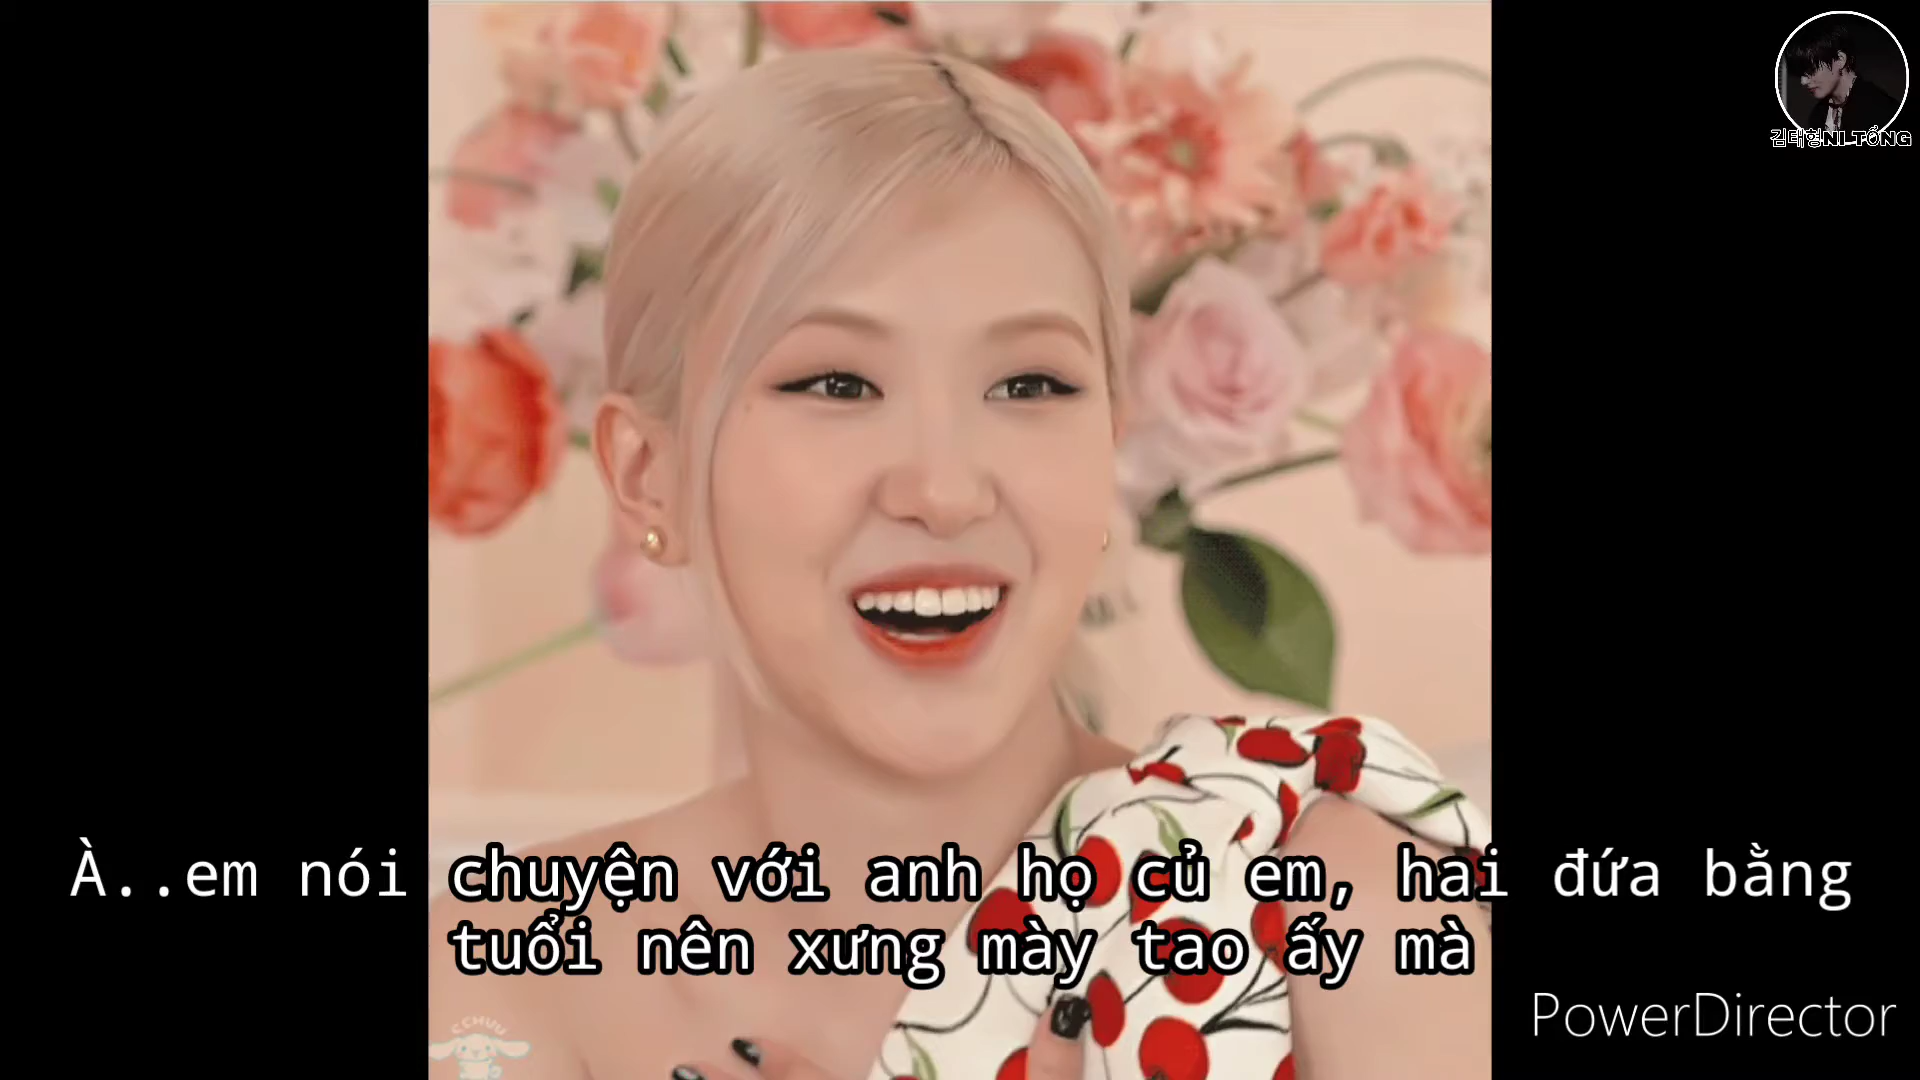 김태형NI TỔNG
À..em nói chuyện với anh họ củ em, hai đứa bằng
tuổi nên xưng mày tao ấy mà
PowerDirector
CCHUU